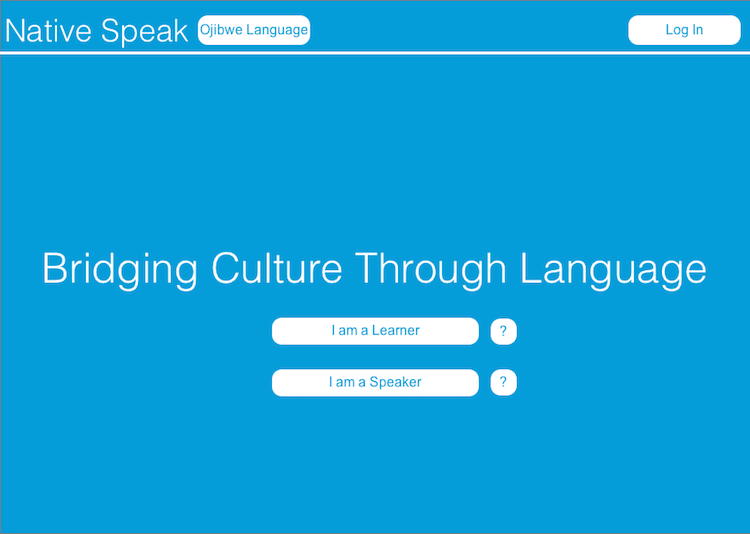 Native Speak Ojibwe Language Log In
Bridging Culture Through Language
I am a Learner ?
I am a Speaker ?